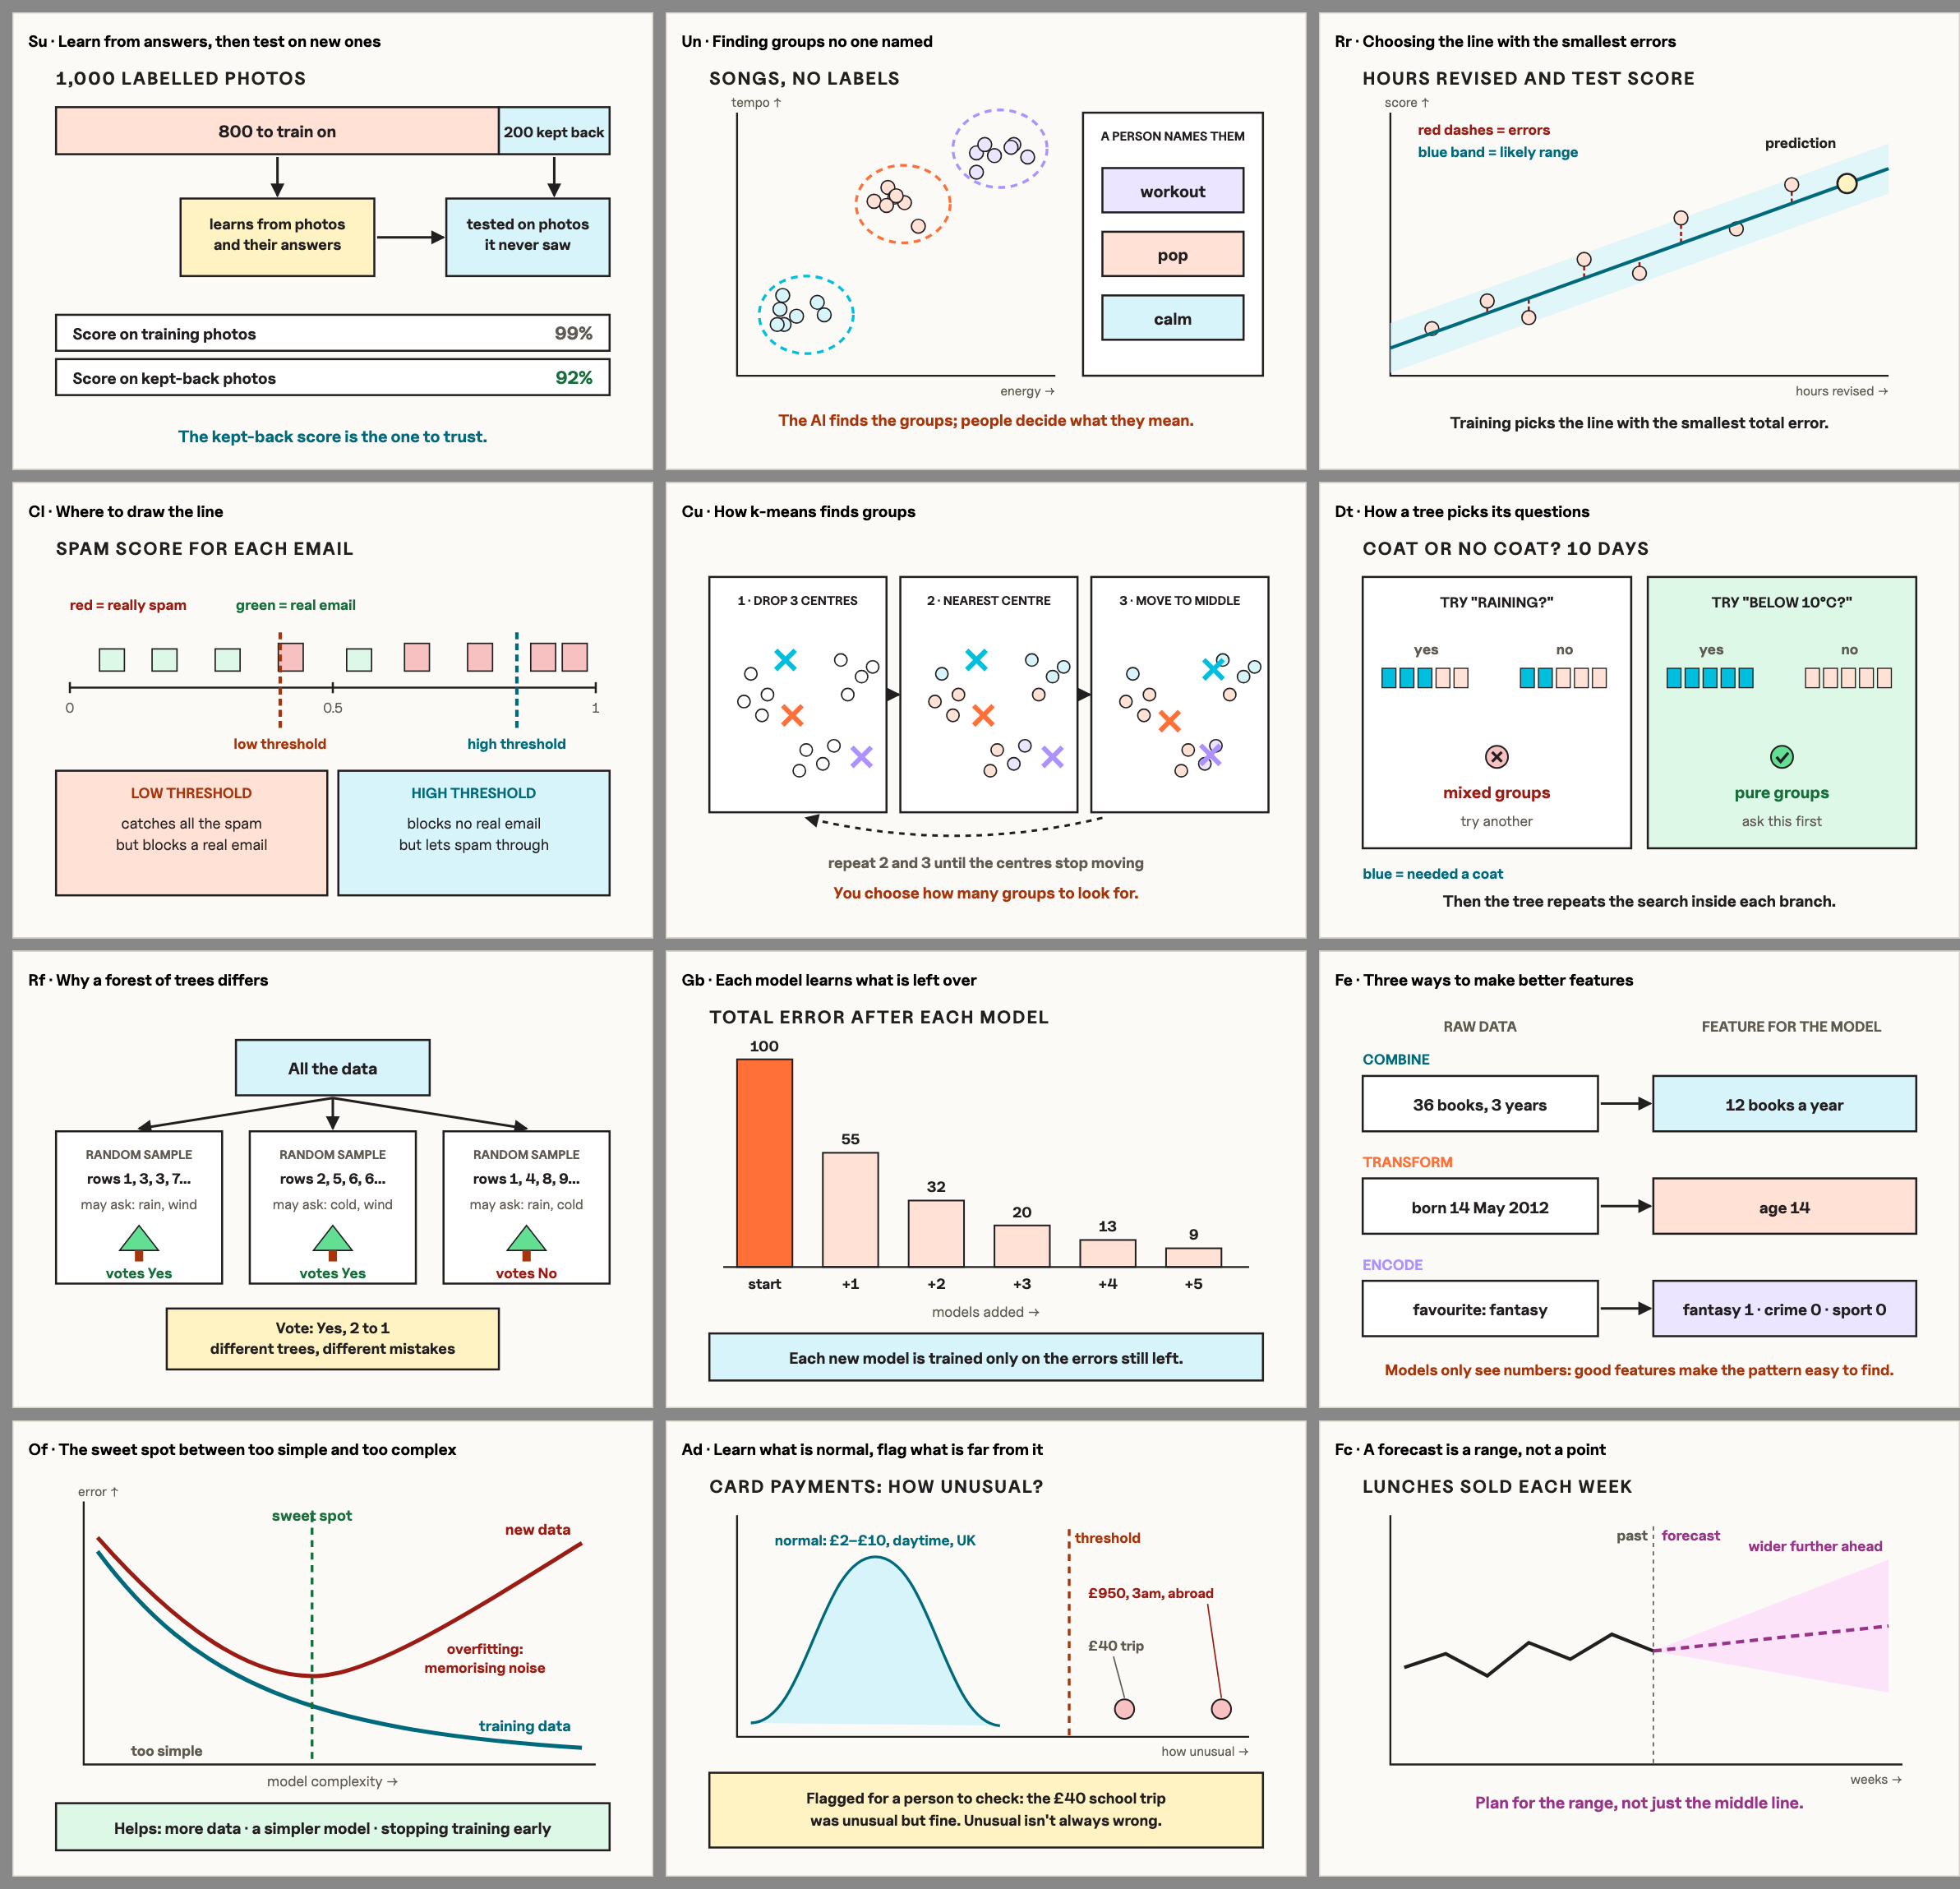 Su · Learn from answers, then test on new ones
1,000 LABELLED PHOTOS
800 to train on
200 kept back
learns from photos
and their answers
tested on photos
it never saw
Score on training photos 99%
Score on kept-back photos 92%
The kept-back score is the one to trust.
Un · Finding groups no one named
SONGS, NO LABELS
tempo ↑
A PERSON NAMES THEM
workout
pop
calm
energy →
The AI finds the groups; people decide what they mean.
Rr · Choosing the line with the smallest errors
HOURS REVISED AND TEST SCORE
score ↑
red dashes = errors
blue band = likely range
prediction
hours revised →
Training picks the line with the smallest total error.
Cl · Where to draw the line
SPAM SCORE FOR EACH EMAIL
red = really spam
green = real email
0
0.5
1
low threshold
high threshold
LOW THRESHOLD
catches all the spam
but blocks a real email
HIGH THRESHOLD
blocks no real email
but lets spam through
Cu · How k-means finds groups
1 · DROP 3 CENTRES
2 · NEAREST CENTRE
3 · MOVE TO MIDDLE
repeat 2 and 3 until the centres stop moving
You choose how many groups to look for.
Dt · How a tree picks its questions
COAT OR NO COAT? 10 DAYS
TRY "RAINING?"
yes
no
mixed groups
try another
TRY "BELOW 10°C?"
yes
no
pure groups
ask this first
blue = needed a coat
Then the tree repeats the search inside each branch.
Rf · Why a forest of trees differs
All the data
RANDOM SAMPLE
rows 1, 3, 3, 7...
may ask: rain, wind
votes Yes
RANDOM SAMPLE
rows 2, 5, 6, 6...
may ask: cold, wind
votes Yes
RANDOM SAMPLE
rows 1, 4, 8, 9...
may ask: rain, cold
votes No
Vote: Yes, 2 to 1
different trees, different mistakes
Gb · Each model learns what is left over
TOTAL ERROR AFTER EACH MODEL
100
55
32
20
13
9
start
+1
+2
+3
+4
+5
models added →
Each new model is trained only on the errors still left.
Fe · Three ways to make better features
RAW DATA
FEATURE FOR THE MODEL
COMBINE
36 books, 3 years
12 books a year
TRANSFORM
born 14 May 2012
age 14
ENCODE
favourite: fantasy
fantasy 1 · crime 0 · sport 0
Models only see numbers: good features make the pattern easy to find.
Of · The sweet spot between too simple and too complex
error ↑
sweet spot
new data
overfitting:
memorising noise
training data
too simple
model complexity →
Helps: more data · a simpler model · stopping training early
Ad · Learn what is normal, flag what is far from it
CARD PAYMENTS: HOW UNUSUAL?
normal: £2–£10, daytime, UK
threshold
£950, 3am, abroad
£40 trip
how unusual →
Flagged for a person to check: the £40 school trip
was unusual but fine. Unusual isn't always wrong.
Fc · A forecast is a range, not a point
LUNCHES SOLD EACH WEEK
past
forecast
wider further ahead
weeks →
Plan for the range, not just the middle line.